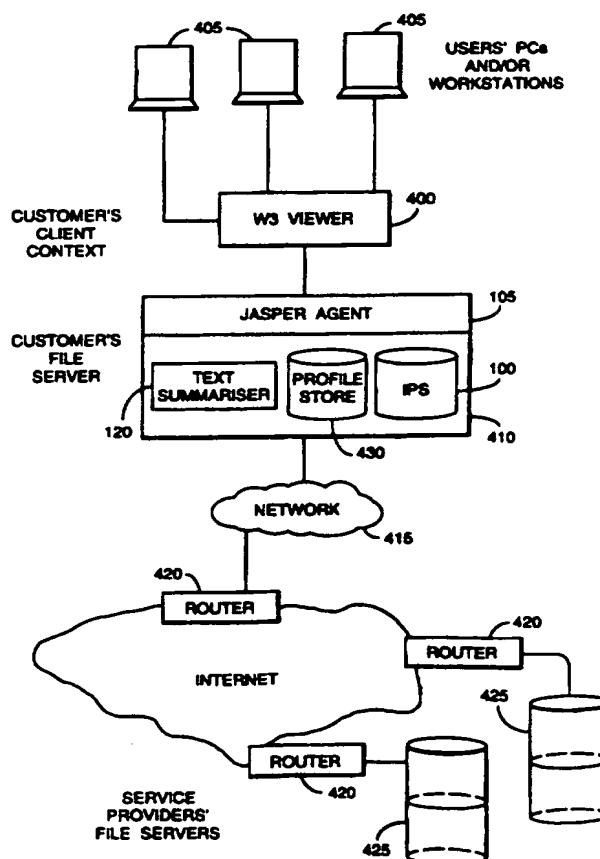 405
405
USERS' PCs
AND/OR
WORKSTATIONS
W3 VIEWER
400
CUSTOMER'S
CLIENT
CONTEXT
JASPER AGENT
105
CUSTOMER'S
FILE
SERVER
TEXT
SUMMARISER
PROFILE
STORE
IPS
100
120
430
410
NETWORK
415
420
ROUTER
420
ROUTER
INTERNET
425
ROUTER
420
SERVICE
PROVIDERS'
FILE SERVERS
425